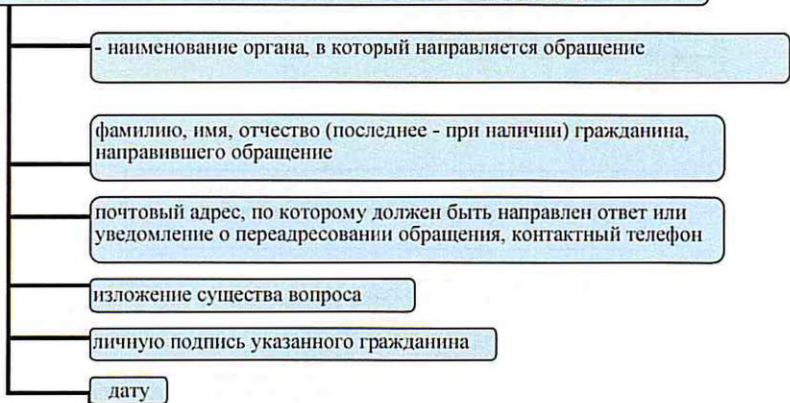 - наименование органа, в который направляется обращение
фамилию, имя, отчество (последнее - при наличии) гражданина,
направившего обращение
почтовый адрес, по которому должен быть направлен ответ или
уведомление о переадресовании обращения, контактный телефон
изложение существа вопроса
личную подпись указанного гражданина
дату